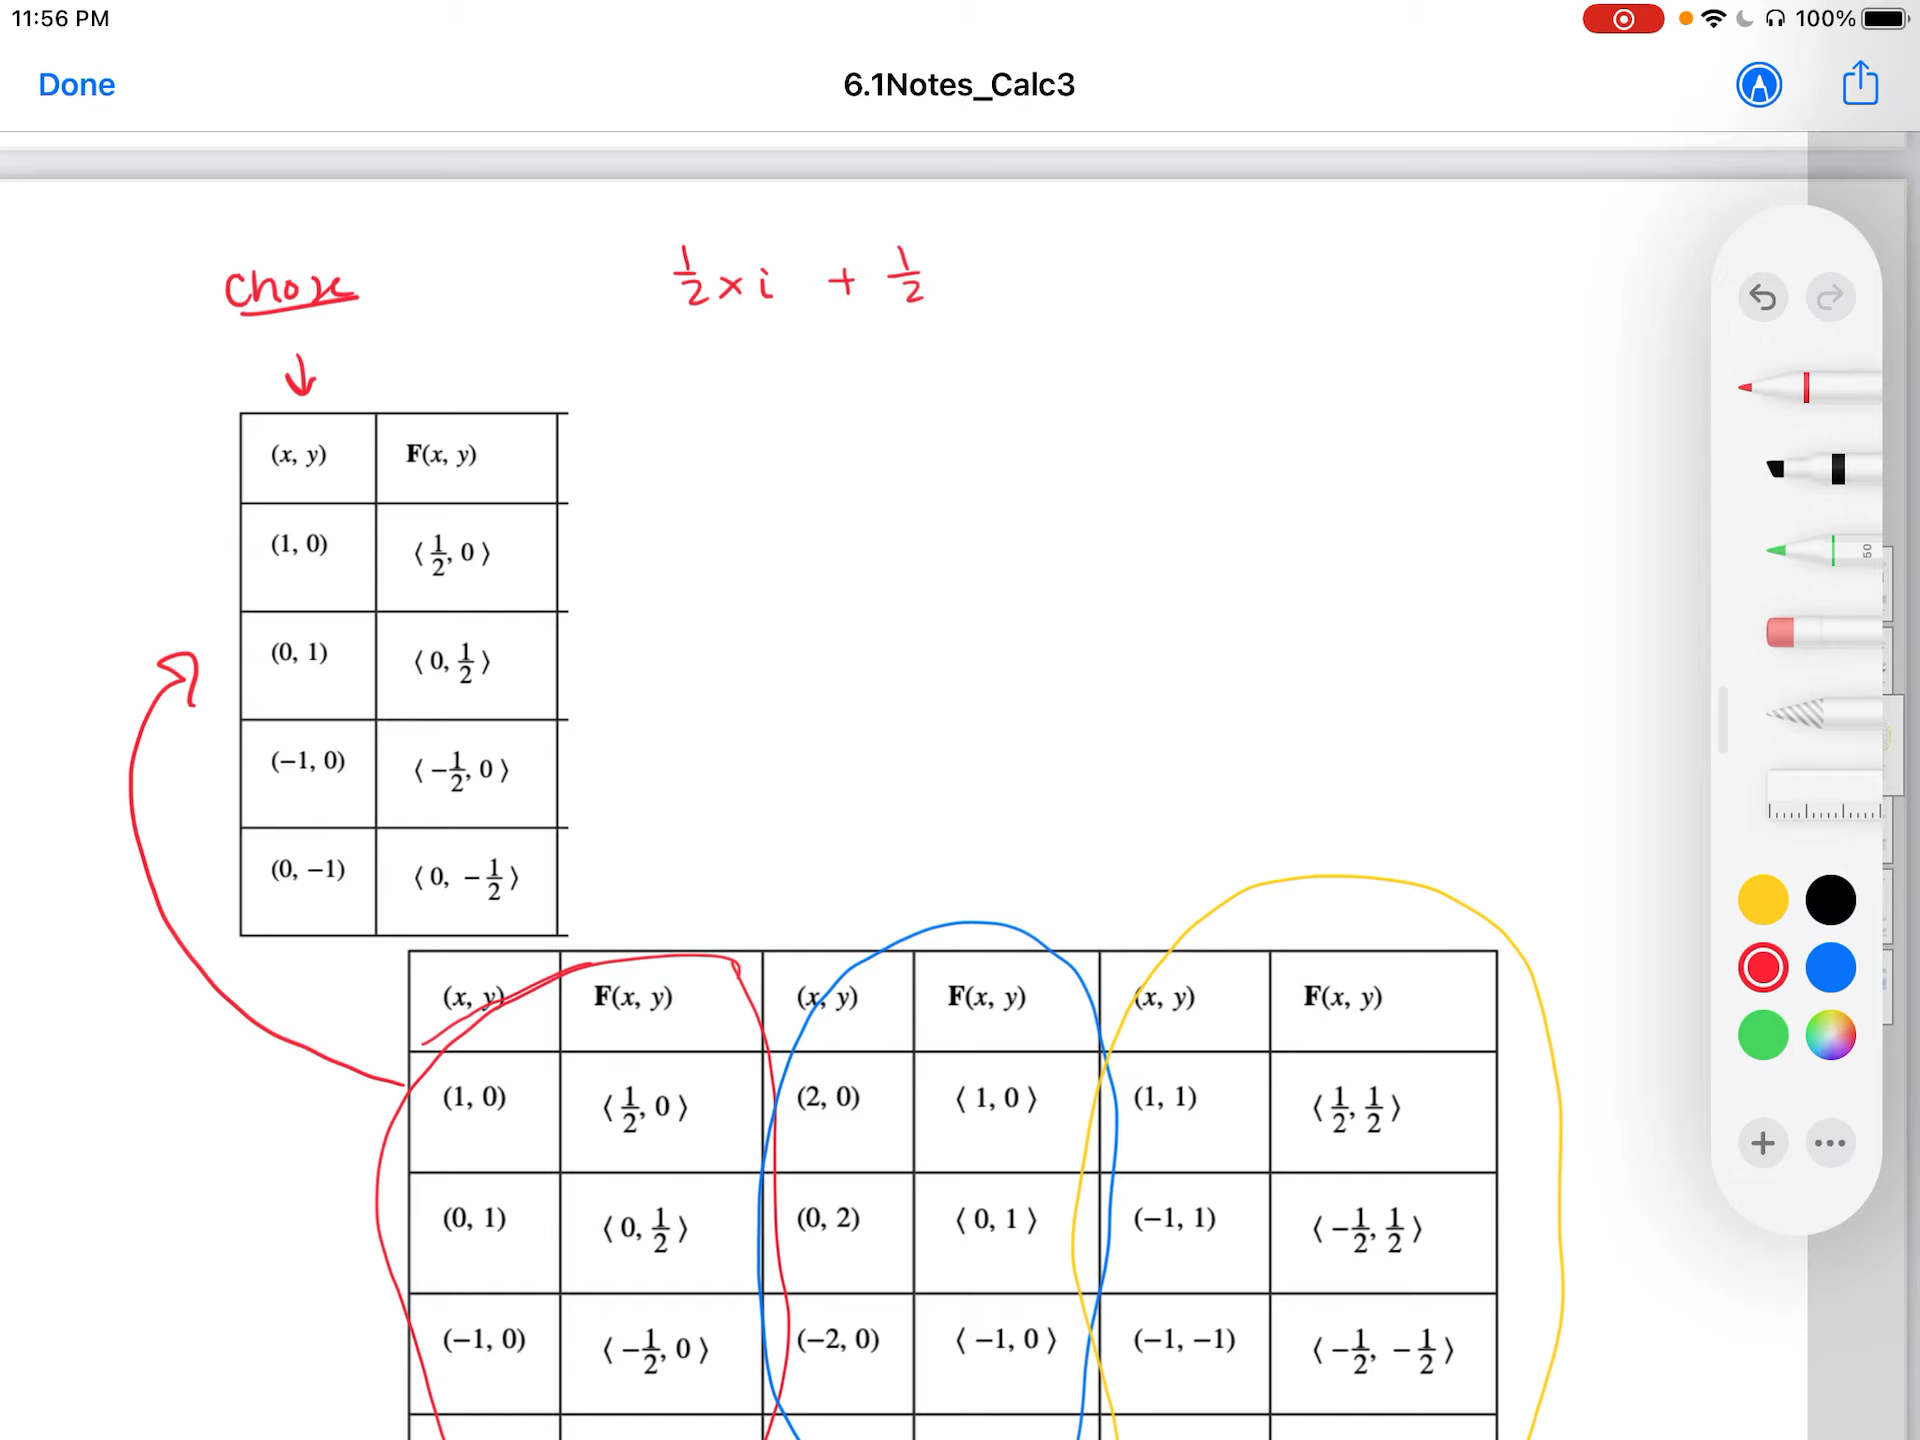 11:56 PM 100%
Done 6.1Notes_Calc3
Chose 1/2 x i + 1/2
(x, y) F(x, y)
(1, 0) ⟨ 1/2, 0 ⟩
(0, 1) ⟨ 0, 1/2 ⟩
(−1, 0) ⟨ −1/2, 0 ⟩
(0, −1) ⟨ 0, −1/2 ⟩
(x, y) F(x, y) (x, y) F(x, y) (x, y) F(x, y)
(1, 0) ⟨ 1/2, 0 ⟩ (2, 0) ⟨ 1, 0 ⟩ (1, 1) ⟨ 1/2, 1/2 ⟩
(0, 1) ⟨ 0, 1/2 ⟩ (0, 2) ⟨ 0, 1 ⟩ (−1, 1) ⟨ −1/2, 1/2 ⟩
(−1, 0) ⟨ −1/2, 0 ⟩ (−2, 0) ⟨ −1, 0 ⟩ (−1, −1) ⟨ −1/2, −1/2 ⟩
50